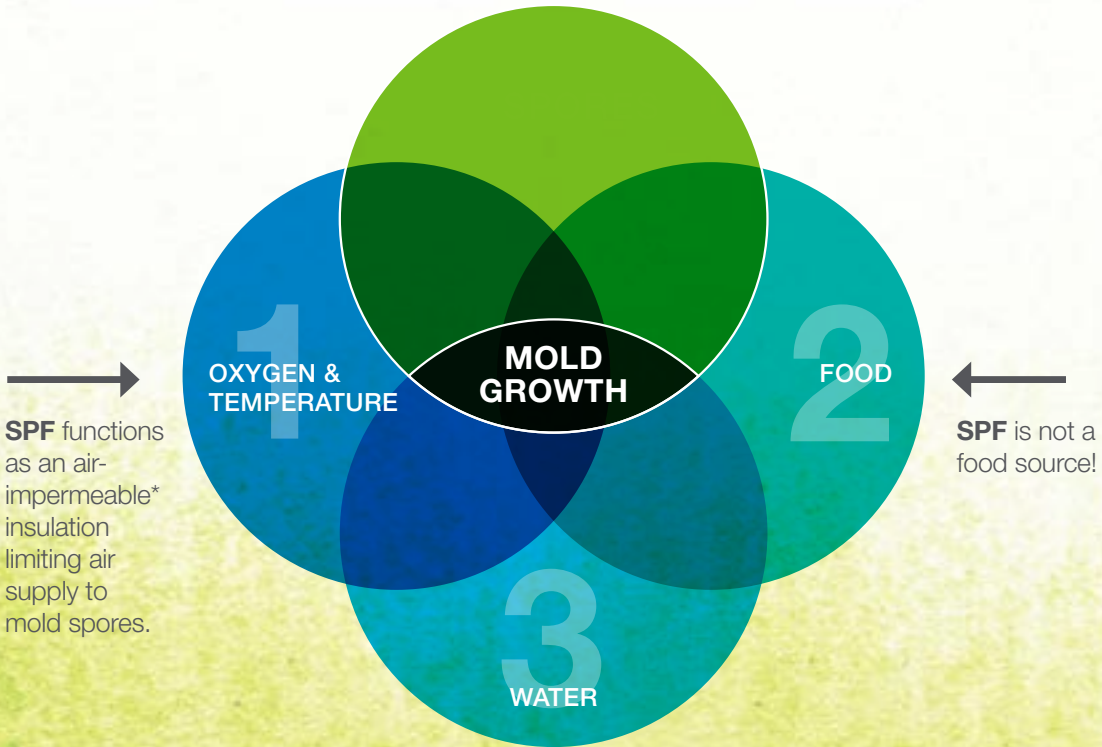 1
OXYGEN &
TEMPERATURE
MOLD
GROWTH
2
FOOD
SPF functions
as an air-
impermeable*
insulation
limiting air
supply to
mold spores.
SPF is not a
food source!
3
WATER